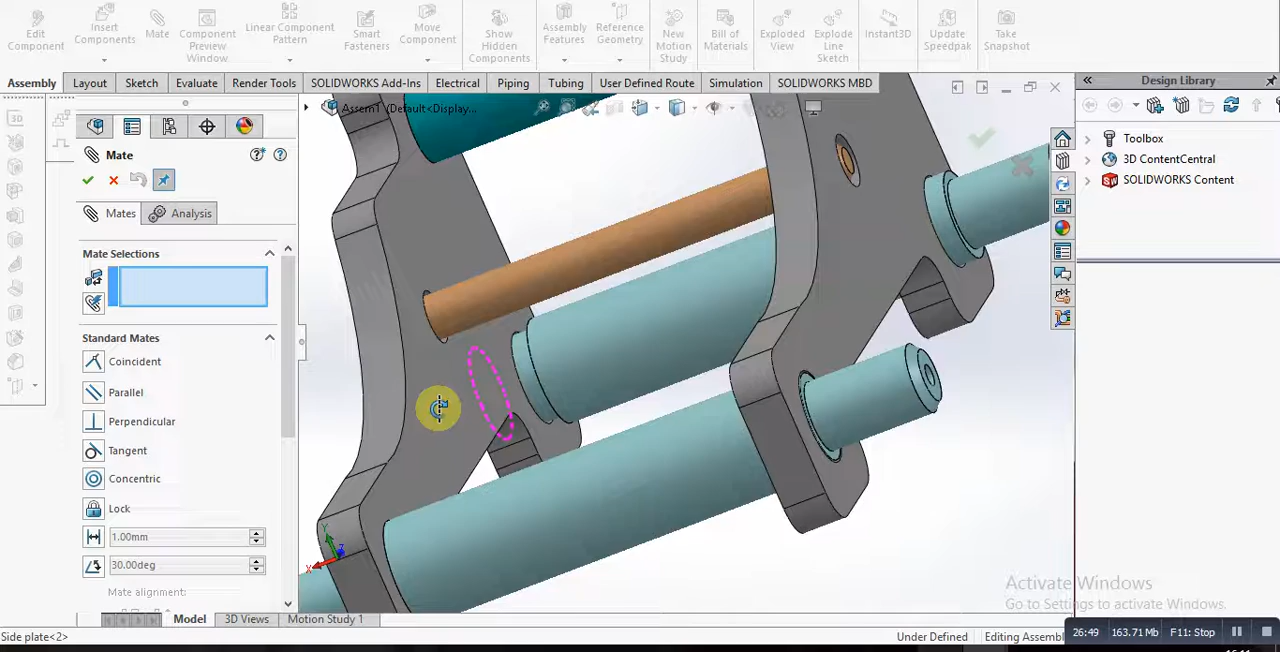 Edit
Component
Insert
Components
Mate
Component
Preview
Window
Linear Component
Pattern
Smart
Fasteners
Move
Component
Show
Hidden
Components
Assembly
Features
Reference
Geometry
New
Motion
Study
Bill of
Materials
Exploded
View
Explode
Line
Sketch
Instant3D
Update
Speedpak
Take
Snapshot
Assembly
Layout
Sketch
Evaluate
Render Tools
SOLIDWORKS Add-Ins
Electrical
Piping
Tubing
User Defined Route
Simulation
SOLIDWORKS MBD
Design Library
Assem1 (Default<Display...
Toolbox
3D ContentCentral
SOLIDWORKS Content
Mate
Mates
Analysis
Mate Selections
Standard Mates
Coincident
Parallel
Perpendicular
Tangent
Concentric
Lock
1.00mm
30.00deg
Mate alignment:
Y
Z
X
Activate Windows
Go to Settings to activate Windows.
Model
3D Views
Motion Study 1
Side plate<2>
Under Defined
Editing Assembl
26:49
163.71 Mb
F11: Stop